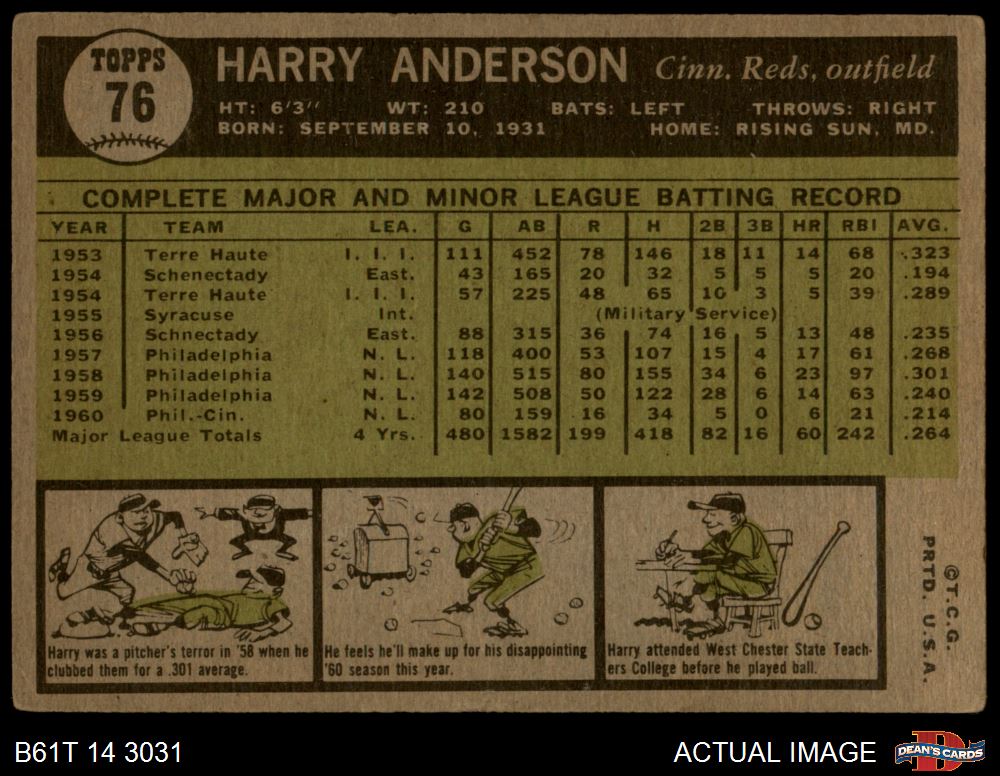 TOPPS
76
HARRY ANDERSON Cinn. Reds, outfield
HT: 6'3" WT: 210 BATS: LEFT THROWS: RIGHT
BORN: SEPTEMBER 10, 1931 HOME: RISING SUN, MD.
COMPLETE MAJOR AND MINOR LEAGUE BATTING RECORD
YEAR TEAM LEA. G AB R H 2B 3B HR RBI AVG.
1953 Terre Haute I. I. I. 111 452 78 146 18 11 14 68 .323
1954 Schenectady East. 43 165 20 32 5 5 5 20 .194
1954 Terre Haute I. I. I. 57 225 48 65 10 3 5 39 .289
1955 Syracuse Int. (Military Service)
1956 Schnectady East. 88 315 36 74 16 5 13 48 .235
1957 Philadelphia N. L. 118 400 53 107 15 4 17 61 .268
1958 Philadelphia N. L. 140 515 80 155 34 6 23 97 .301
1959 Philadelphia N. L. 142 508 50 122 28 6 14 63 .240
1960 Phil.-Cin. N. L. 80 159 16 34 5 0 6 21 .214
Major League Totals 4 Yrs. 480 1582 199 418 82 16 60 242 .264
Harry was a pitcher's terror in '58 when he
clubbed them for a .301 average.
He feels he'll make up for his disappointing
'60 season this year.
Harry attended West Chester State Teach-
ers College before he played ball.
©T.C.G.
PRTD. U.S.A.
B61T 14 3031
ACTUAL IMAGE
DEAN'S CARDS